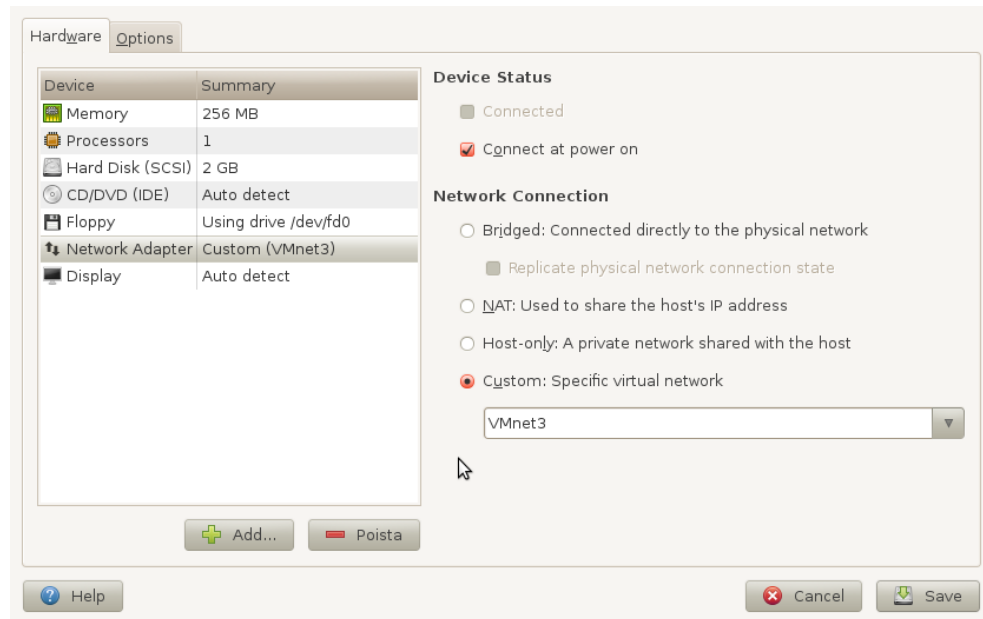 Hardware Options
Device Summary
Memory 256 MB
Processors 1
Hard Disk (SCSI) 2 GB
CD/DVD (IDE) Auto detect
Floppy Using drive /dev/fd0
Network Adapter Custom (VMnet3)
Display Auto detect
Add... Poista
Device Status
Connected
Connect at power on
Network Connection
Bridged: Connected directly to the physical network
Replicate physical network connection state
NAT: Used to share the host's IP address
Host-only: A private network shared with the host
Custom: Specific virtual network
VMnet3
Help Cancel Save